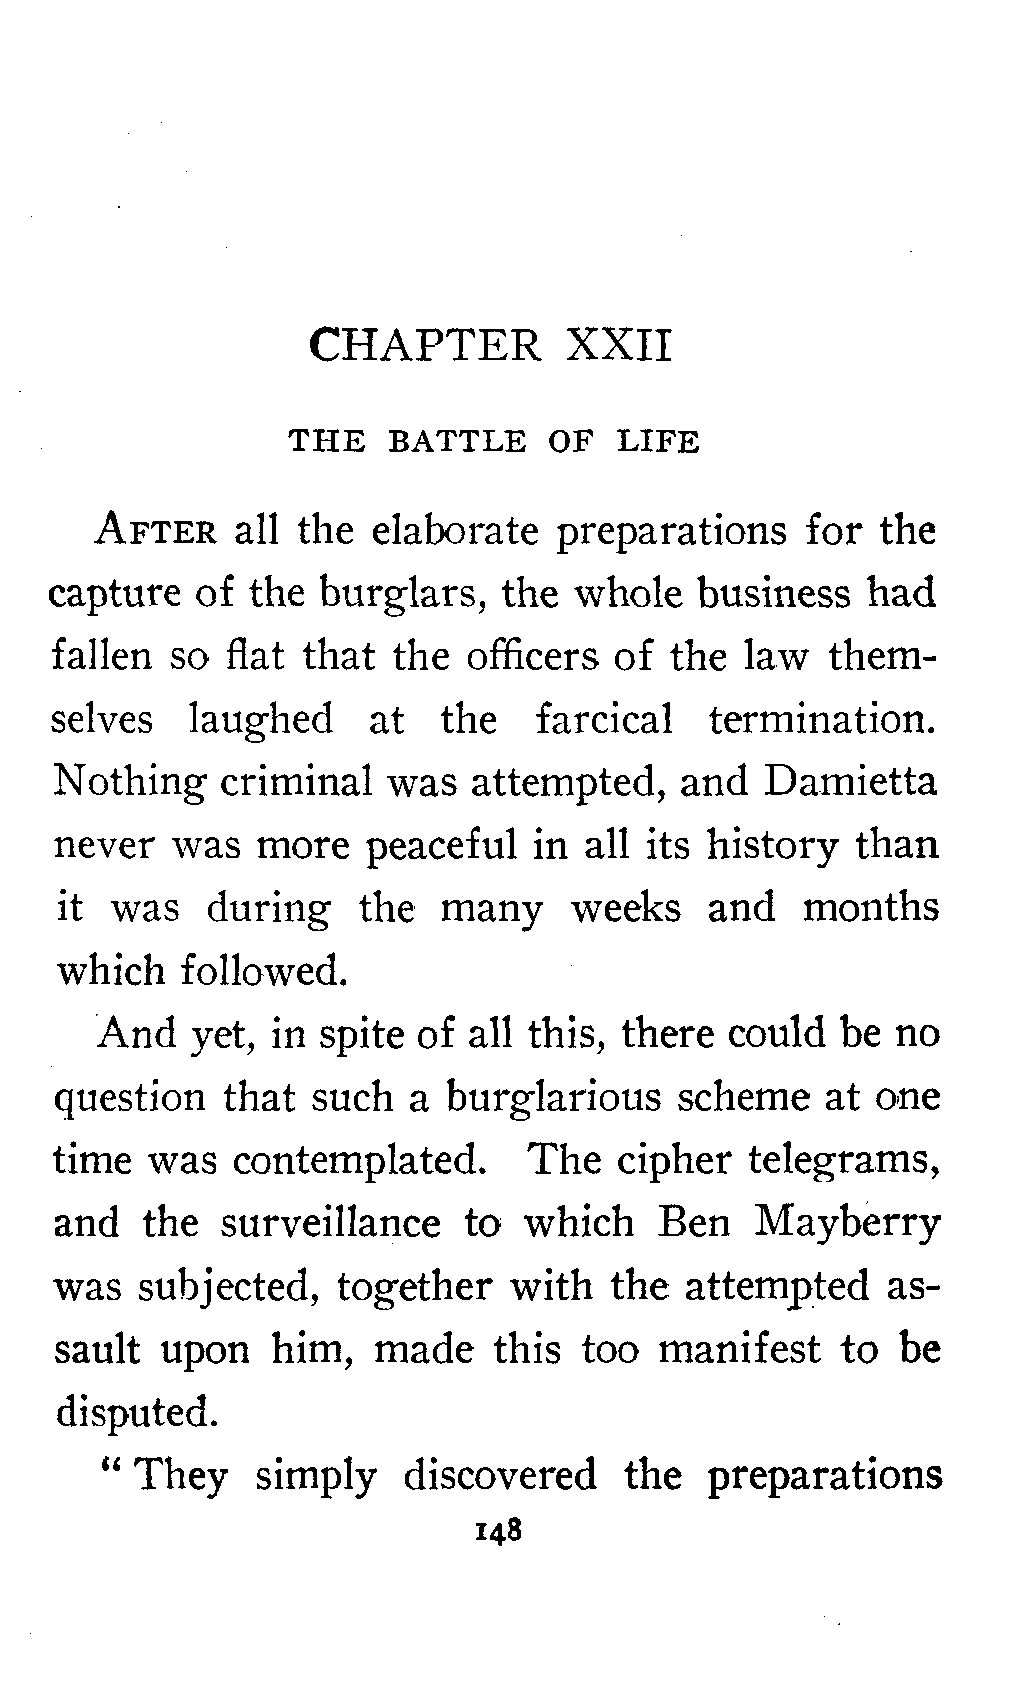 CHAPTER XXII
THE BATTLE OF LIFE
AFTER all the elaborate preparations for the
capture of the burglars, the whole business had
fallen so flat that the officers of the law them-
selves laughed at the farcical termination.
Nothing criminal was attempted, and Damietta
never was more peaceful in all its history than
it was during the many weeks and months
which followed.
And yet, in spite of all this, there could be no
question that such a burglarious scheme at one
time was contemplated. The cipher telegrams,
and the surveillance to which Ben Mayberry
was subjected, together with the attempted as-
sault upon him, made this too manifest to be
disputed.
“ They simply discovered the preparations
148